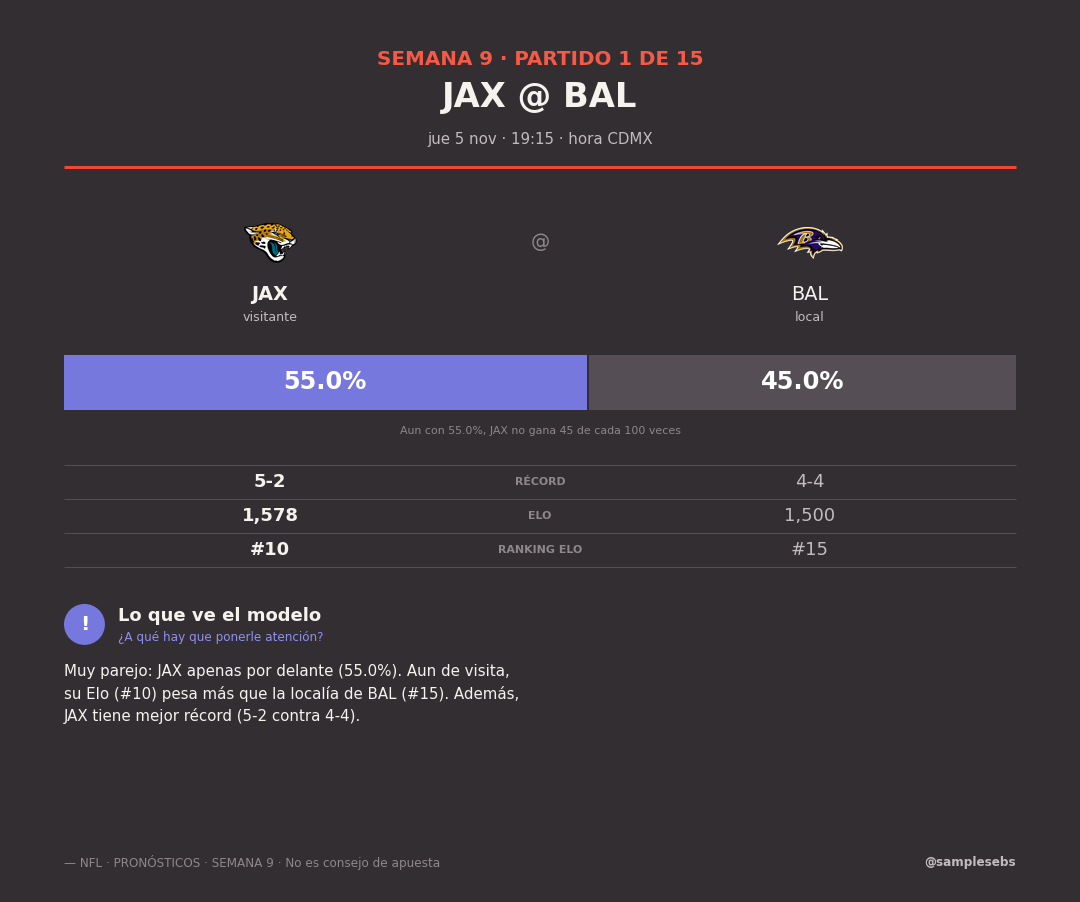 SEMANA 9 · PARTIDO 1 DE 15
JAX @ BAL
jue 5 nov · 19:15 · hora CDMX
@
JAX
visitante
BAL
local
55.0%
45.0%
Aun con 55.0%, JAX no gana 45 de cada 100 veces
5-2 RÉCORD 4-4
1,578 ELO 1,500
#10 RANKING ELO #15
!
Lo que ve el modelo
¿A qué hay que ponerle atención?
Muy parejo: JAX apenas por delante (55.0%). Aun de visita,
su Elo (#10) pesa más que la localía de BAL (#15). Además,
JAX tiene mejor récord (5-2 contra 4-4).
— NFL · PRONÓSTICOS · SEMANA 9 · No es consejo de apuesta
@samplesebs